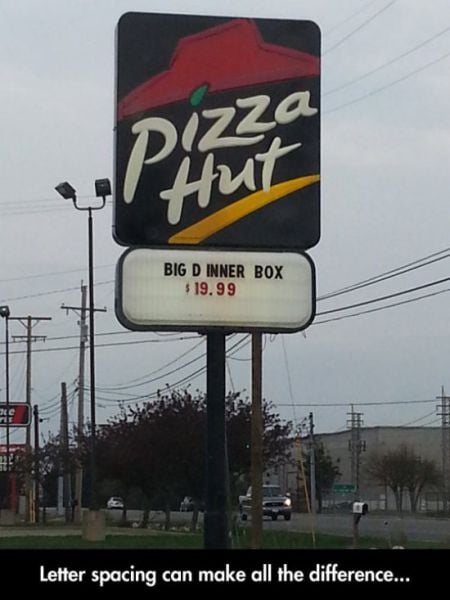 Pizza
Hut
BIG D INNER BOX
$19.99
Letter spacing can make all the difference...